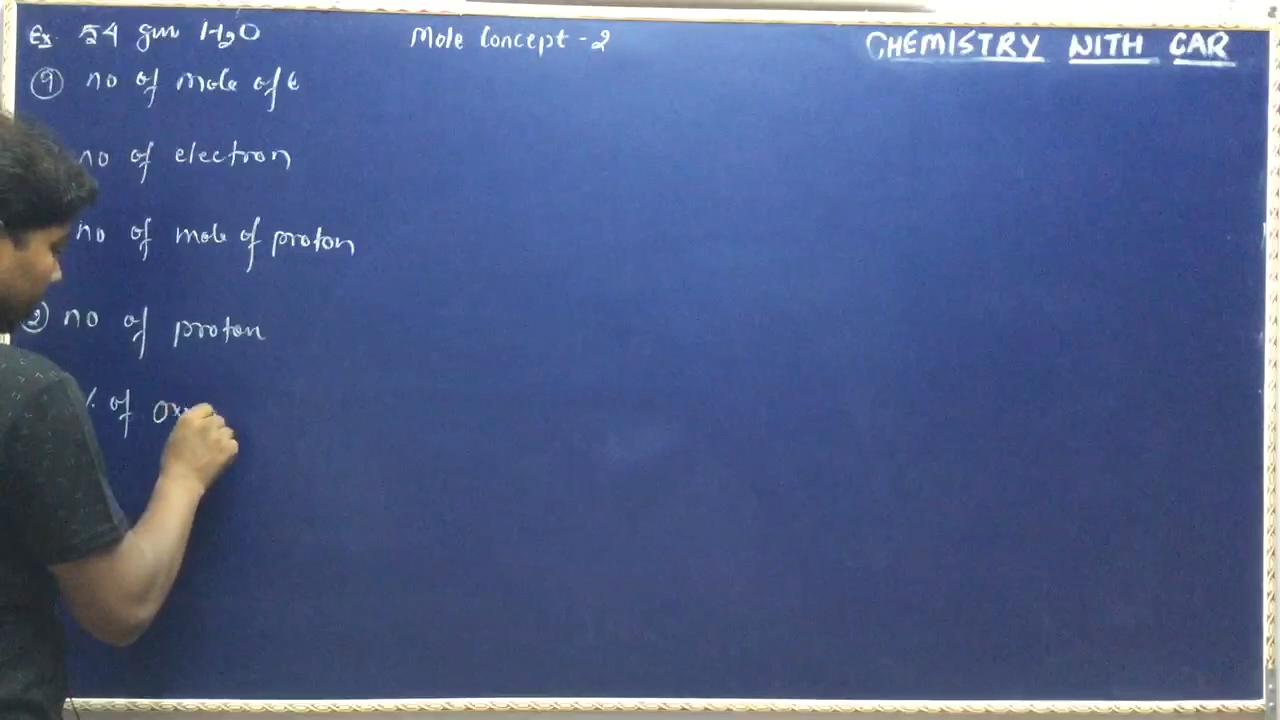 Ex. 54 gm H2O
Mole Concept - 2
CHEMISTRY WITH CAR
9 no of mole of e
no of electron
no of mole of proton
2) no of proton
% of Ox